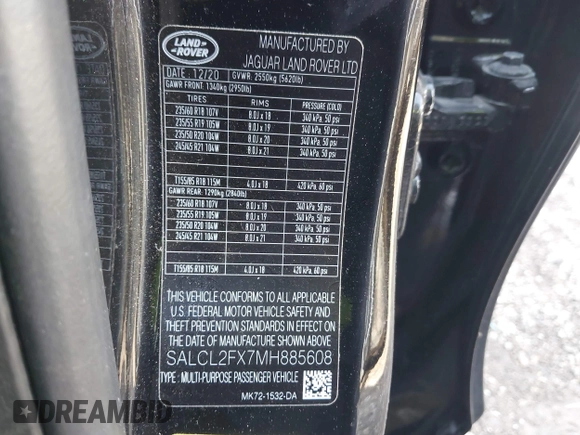 LAND
ROVER
MANUFACTURED BY
JAGUAR LAND ROVER LTD
DATE: 12/20 GVWR: 2550kg (5620lb)
GAWR FRONT: 1340kg (2950lb)
TIRES RIMS PRESSURE (COLD)
235/60 R18 107V 8.0J x 18 340 kPa, 50 psi
235/55 R19 105W 8.0J x 19 340 kPa, 50 psi
235/50 R20 104W 8.0J x 20 340 kPa, 50 psi
245/45 R21 104W 8.0J x 21 340 kPa, 50 psi
T155/85 R18 115M 4.0J x 18 420 kPa, 60 psi
GAWR REAR: 1290kg (2840lb)
235/60 R18 107V 8.0J x 18 340 kPa, 50 psi
235/55 R19 105W 8.0J x 19 340 kPa, 50 psi
235/50 R20 104W 8.0J x 20 340 kPa, 50 psi
245/45 R21 104W 8.0J x 21 340 kPa, 50 psi
T155/85 R18 115M 4.0J x 18 420 kPa, 60 psi
THIS VEHICLE CONFORMS TO ALL APPLICABLE
U.S. FEDERAL MOTOR VEHICLE SAFETY AND
THEFT PREVENTION STANDARDS IN EFFECT ON
THE DATE OF MANUFACTURE SHOWN ABOVE
SALCL2FX7MH885608
TYPE : MULTI-PURPOSE PASSENGER VEHICLE
MK72-1532-DA
DREAMBID